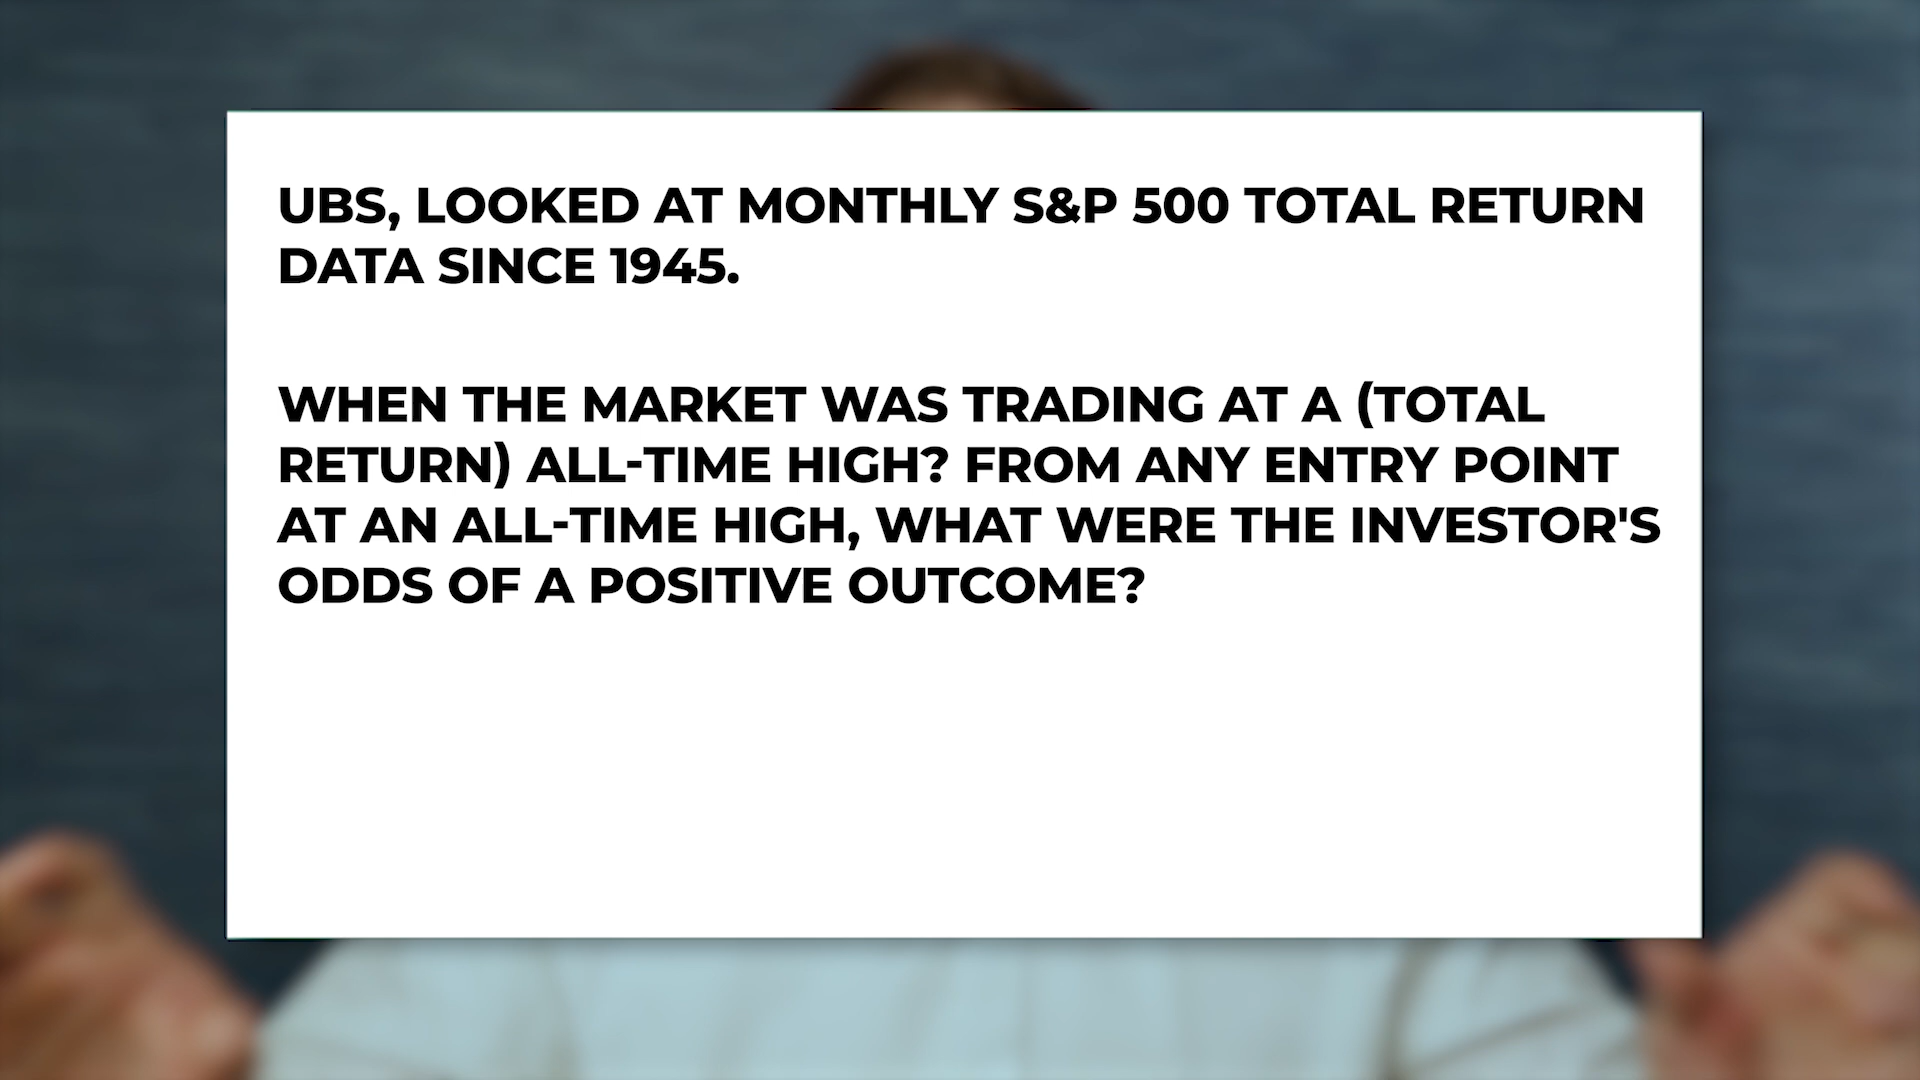 UBS, LOOKED AT MONTHLY S&P 500 TOTAL RETURN
DATA SINCE 1945.
WHEN THE MARKET WAS TRADING AT A (TOTAL
RETURN) ALL-TIME HIGH? FROM ANY ENTRY POINT
AT AN ALL-TIME HIGH, WHAT WERE THE INVESTOR'S
ODDS OF A POSITIVE OUTCOME?